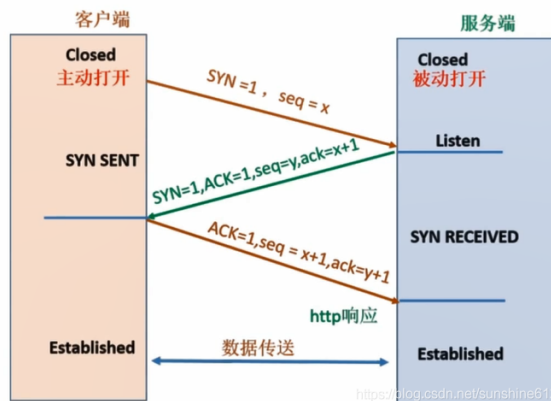 客户端
服务端
Closed
主动打开
Closed
被动打开
SYN =1 ， seq = x
Listen
SYN SENT
SYN=1,ACK=1,seq=y,ack=x+1
ACK=1,seq = x+1,ack=y+1
SYN RECEIVED
http响应
Established
数据传送
Established
https://blog.csdn.net/sunshine61